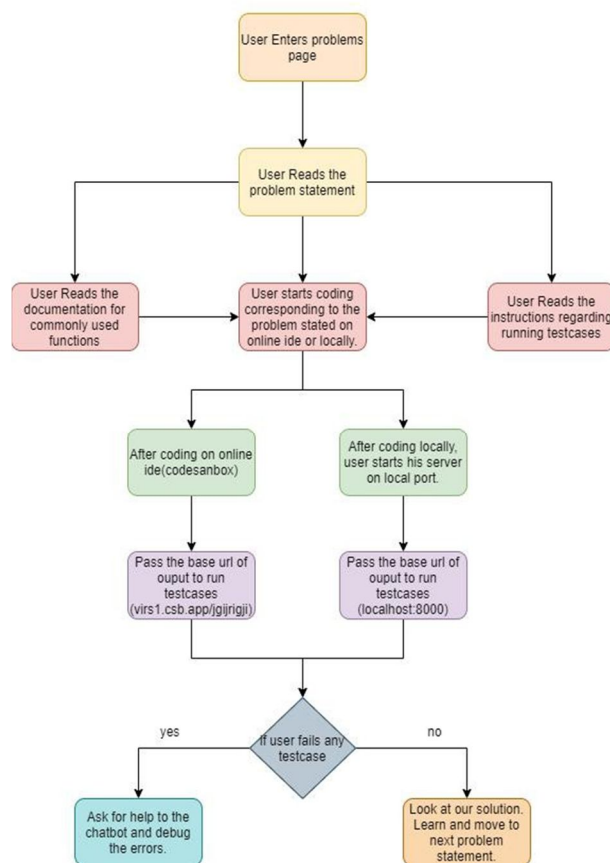 User Enters problems
page
User Reads the
problem statement
User Reads the
documentation for
commonly used
functions
User starts coding
corresponding to the
problem stated on
online ide or locally.
User Reads the
instructions regarding
running testcases
After coding on online
ide(codesanbox)
After coding locally,
user starts his server
on local port.
Pass the base url of
ouput to run
testcases
(virs1.csb.app/jgijrigji)
Pass the base url of
ouput to run
testcases
(localhost:8000)
If user fails any
testcase
yes
no
Ask for help to the
chatbot and debug
the errors.
Look at our solution.
Learn and move to
next problem
statement.